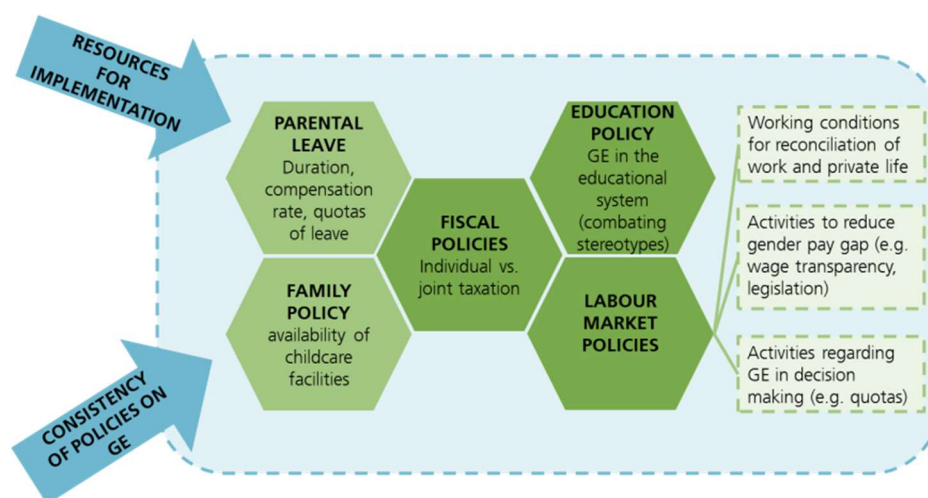 RESOURCES
FOR
IMPLEMENTATION
PARENTAL
LEAVE
Duration,
compensation
rate, quotas
of leave
EDUCATION
POLICY
GE in the
educational
system
(combating
stereotypes)
FISCAL
POLICIES
Individual vs.
joint taxation
FAMILY
POLICY
availability of
childcare
facilities
LABOUR
MARKET
POLICIES
Working conditions
for reconciliation of
work and private life
Activities to reduce
gender pay gap (e.g.
wage transparency,
legislation)
Activities regarding
GE in decision
making (e.g. quotas)
CONSISTENCY
OF POLICIES ON
GE